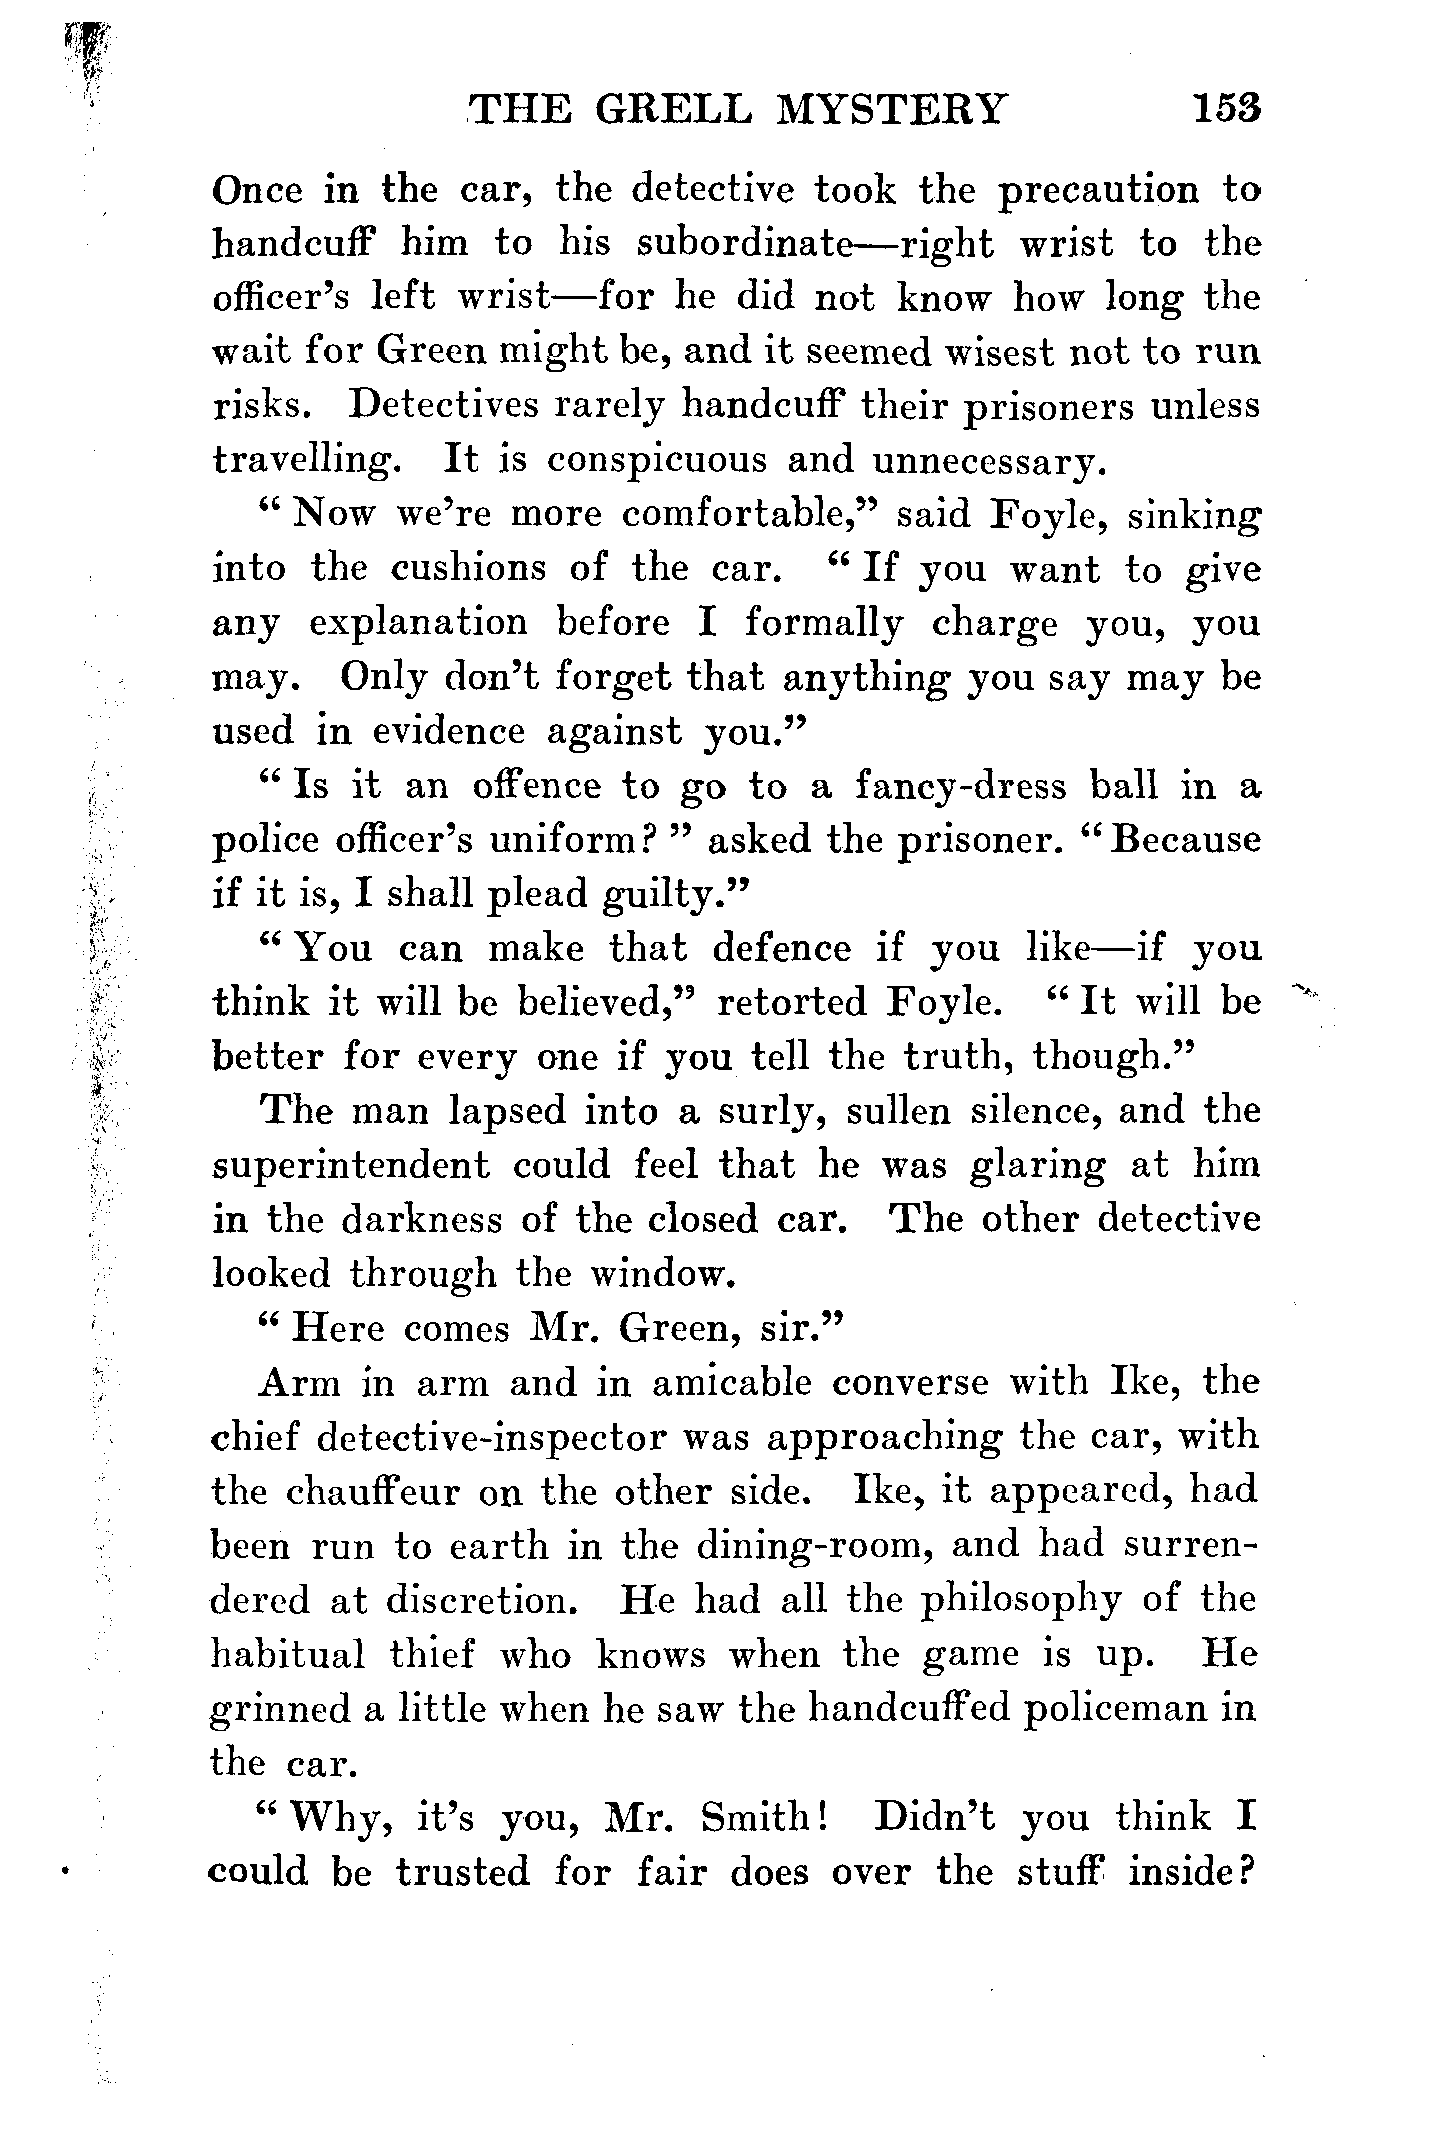 THE GRELL MYSTERY 153
Once in the car, the detective took the precaution to
handcuff him to his subordinate—right wrist to the
officer’s left wrist—for he did not know how long the
wait for Green might be, and it seemed wisest not to run
risks. Detectives rarely handcuff their prisoners unless
travelling. It is conspicuous and unnecessary.
“ Now we’re more comfortable,” said Foyle, sinking
into the cushions of the car. “ If you want to give
any explanation before I formally charge you, you
may. Only don’t forget that anything you say may be
used in evidence against you.”
“ Is it an offence to go to a fancy-dress ball in a
police officer’s uniform? ” asked the prisoner. “ Because
if it is, I shall plead guilty.”
“ You can make that defence if you like—if you
think it will be believed,” retorted Foyle. “ It will be
better for every one if you tell the truth, though.”
The man lapsed into a surly, sullen silence, and the
superintendent could feel that he was glaring at him
in the darkness of the closed car. The other detective
looked through the window.
“ Here comes Mr. Green, sir.”
Arm in arm and in amicable converse with Ike, the
chief detective-inspector was approaching the car, with
the chauffeur on the other side. Ike, it appeared, had
been run to earth in the dining-room, and had surren-
dered at discretion. He had all the philosophy of the
habitual thief who knows when the game is up. He
grinned a little when he saw the handcuffed policeman in
the car.
“ Why, it’s you, Mr. Smith! Didn’t you think I
could be trusted for fair does over the stuff inside?